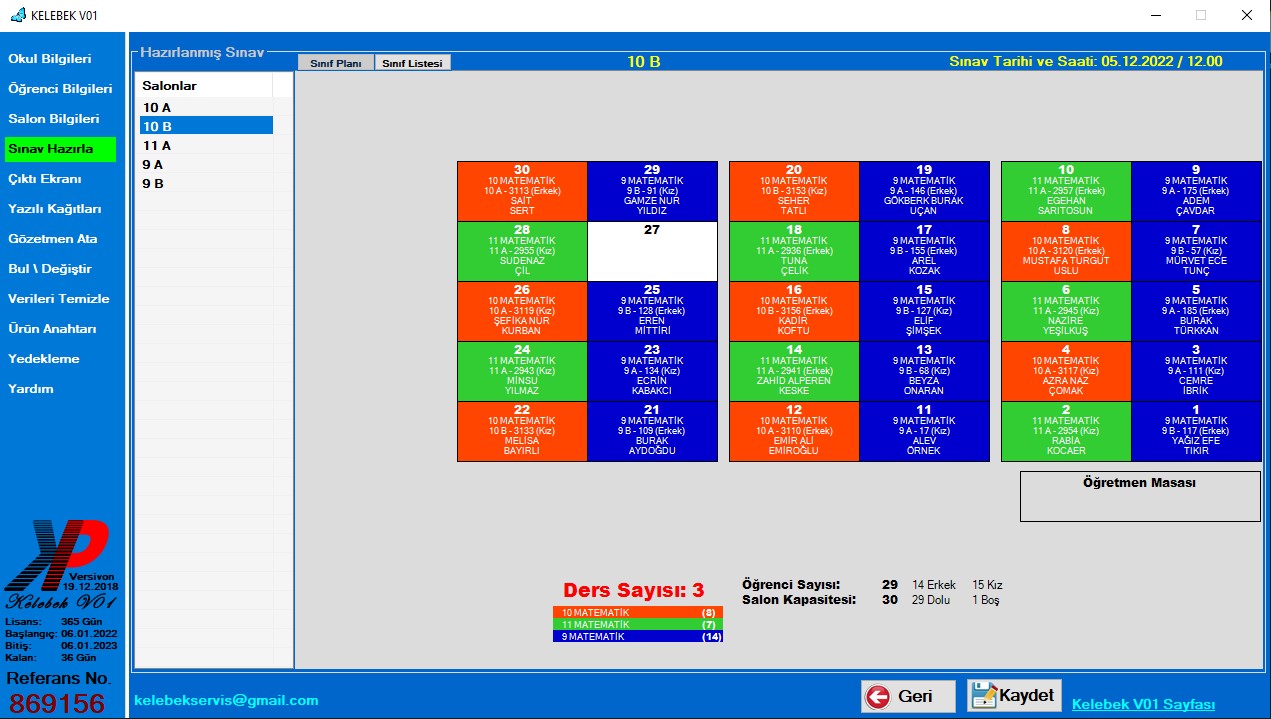 KELEBEK V01
Okul Bilgileri
Öğrenci Bilgileri
Salon Bilgileri
Sınav Hazırla
Çıktı Ekranı
Yazılı Kağıtları
Gözetmen Ata
Bul \ Değiştir
Verileri Temizle
Ürün Anahtarı
Yedekleme
Yardım
Versiyon
19.12.2018
Kelebek V01
Lisans: 365 Gün
Başlangıç: 06.01.2022
Bitiş: 06.01.2023
Kalan: 36 Gün
Referans No.
869156
Hazırlanmış Sınav
Sınıf Planı Sınıf Listesi
10 B
Sınav Tarihi ve Saati: 05.12.2022 / 12.00
Salonlar
10 A
10 B
11 A
9 A
9 B
30
10 MATEMATİK
10 A - 3113 (Erkek)
SAİT
SERT
29
9 MATEMATİK
9 B - 91 (Kız)
GAMZE NUR
YILDIZ
20
10 MATEMATİK
10 B - 3153 (Kız)
SEHER
TATLI
19
9 MATEMATİK
9 A - 146 (Erkek)
GÖKBERK BURAK
UÇAN
10
11 MATEMATİK
11 A - 2957 (Erkek)
EGEHAN
SARITOSUN
9
9 MATEMATİK
9 A - 175 (Erkek)
ADEM
ÇAVDAR
28
11 MATEMATİK
11 A - 2955 (Kız)
SUDENAZ
ÇİL
27
18
11 MATEMATİK
11 A - 2936 (Erkek)
TUNA
ÇELİK
17
9 MATEMATİK
9 B - 155 (Erkek)
AREL
KOZAK
8
10 MATEMATİK
10 A - 3120 (Erkek)
MUSTAFA TURGUT
USLU
7
9 MATEMATİK
9 B - 57 (Kız)
MÜRVET ECE
TUNÇ
26
10 MATEMATİK
10 A - 3119 (Kız)
ŞEFİKA NUR
KURBAN
25
9 MATEMATİK
9 B - 128 (Erkek)
EREN
MİTTİRİ
16
10 MATEMATİK
10 B - 3156 (Erkek)
KADİR
KOFTU
15
9 MATEMATİK
9 B - 127 (Kız)
ELİF
ŞİMŞEK
6
11 MATEMATİK
11 A - 2945 (Kız)
NAZİRE
YEŞİLKUŞ
5
9 MATEMATİK
9 A - 185 (Erkek)
BURAK
TÜRKKAN
24
11 MATEMATİK
11 A - 2943 (Kız)
MİNSU
YILMAZ
23
9 MATEMATİK
9 A - 134 (Kız)
ECRİN
KABAKCI
14
11 MATEMATİK
11 A - 2941 (Erkek)
ZAHİD ALPEREN
KESKE
13
9 MATEMATİK
9 B - 68 (Kız)
BEYZA
ONARAN
4
10 MATEMATİK
10 A - 3117 (Kız)
AZRA NAZ
ÇOMAK
3
9 MATEMATİK
9 A - 111 (Kız)
CEMRE
İBRİK
22
10 MATEMATİK
10 B - 3133 (Kız)
MELİSA
BAYIRLI
21
9 MATEMATİK
9 B - 109 (Erkek)
BURAK
AYDOĞDU
12
10 MATEMATİK
10 A - 3110 (Erkek)
EMİR ALİ
EMİROĞLU
11
9 MATEMATİK
9 A - 17 (Kız)
ALEV
ÖRNEK
2
11 MATEMATİK
11 A - 2954 (Kız)
RABİA
KOCAER
1
9 MATEMATİK
9 B - 117 (Erkek)
YAĞIZ EFE
TIKIR
Öğretmen Masası
Ders Sayısı: 3
10 MATEMATİK (8)
11 MATEMATİK (7)
9 MATEMATİK (14)
Öğrenci Sayısı: 29 14 Erkek 15 Kız
Salon Kapasitesi: 30 29 Dolu 1 Boş
kelebekservis@gmail.com
Geri
Kaydet
Kelebek V01 Sayfası